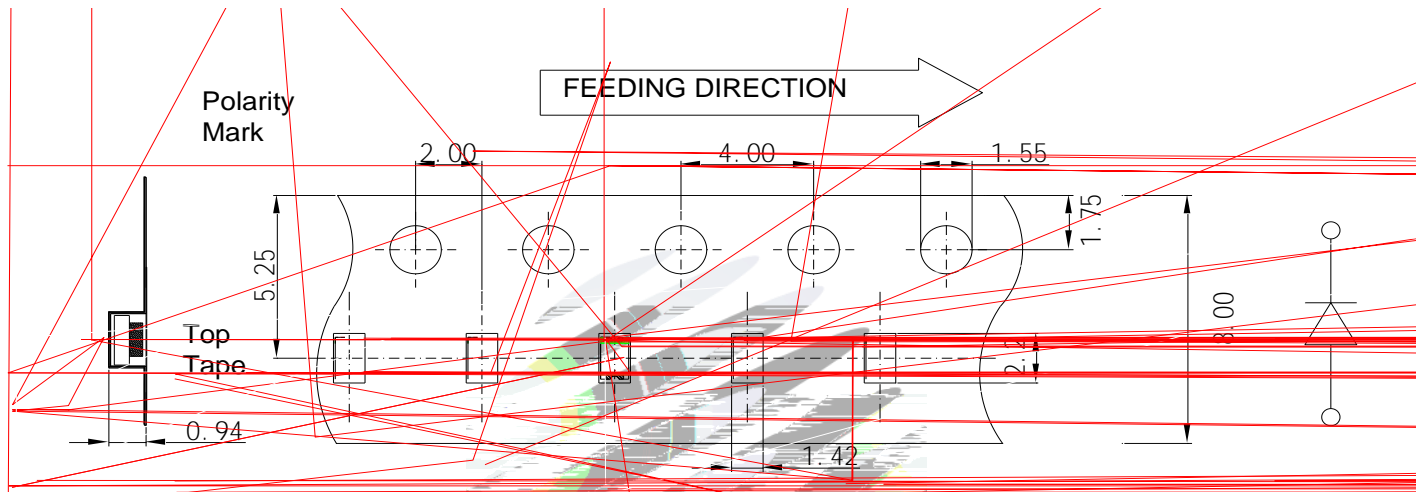 FEEDING DIRECTION
Polarity
Mark
2.00
4.00
1.55
1.75
5.25
Top
Tape
0.94
1.42